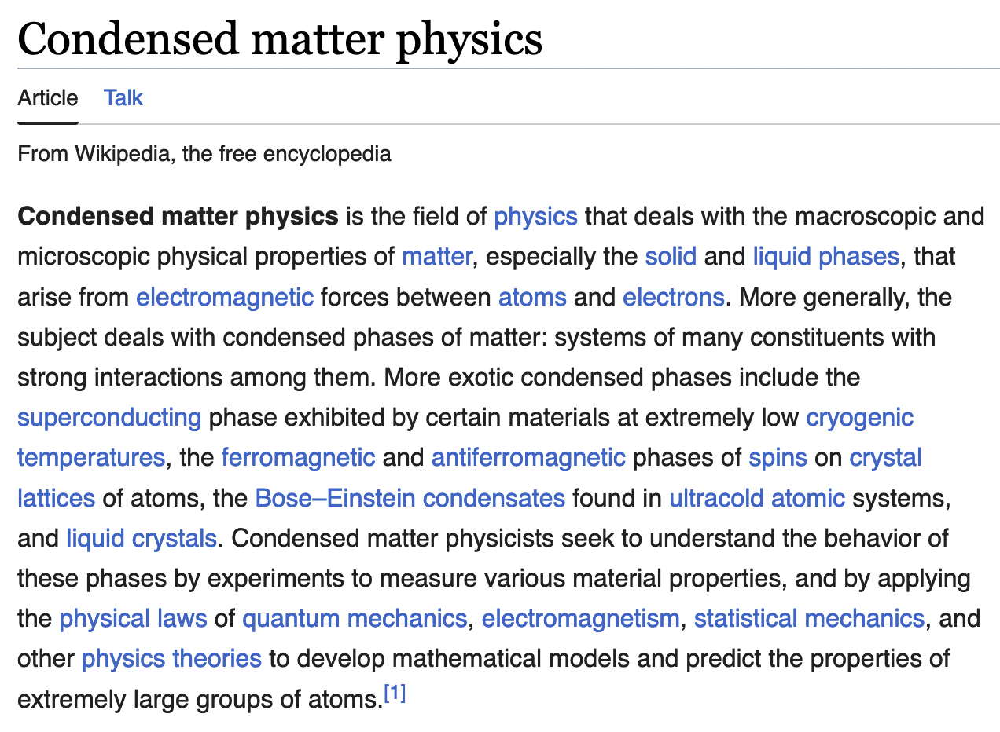 Condensed matter physics
Article Talk
From Wikipedia, the free encyclopedia
Condensed matter physics is the field of physics that deals with the macroscopic and
microscopic physical properties of matter, especially the solid and liquid phases, that
arise from electromagnetic forces between atoms and electrons. More generally, the
subject deals with condensed phases of matter: systems of many constituents with
strong interactions among them. More exotic condensed phases include the
superconducting phase exhibited by certain materials at extremely low cryogenic
temperatures, the ferromagnetic and antiferromagnetic phases of spins on crystal
lattices of atoms, the Bose–Einstein condensates found in ultracold atomic systems,
and liquid crystals. Condensed matter physicists seek to understand the behavior of
these phases by experiments to measure various material properties, and by applying
the physical laws of quantum mechanics, electromagnetism, statistical mechanics, and
other physics theories to develop mathematical models and predict the properties of
extremely large groups of atoms.[1]